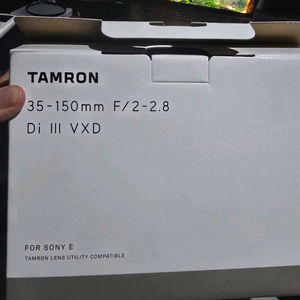 TAMRON
35-150mm F/2-2.8
Di III VXD
FOR SONY E
TAMRON LENS UTILITY COMPATIBLE